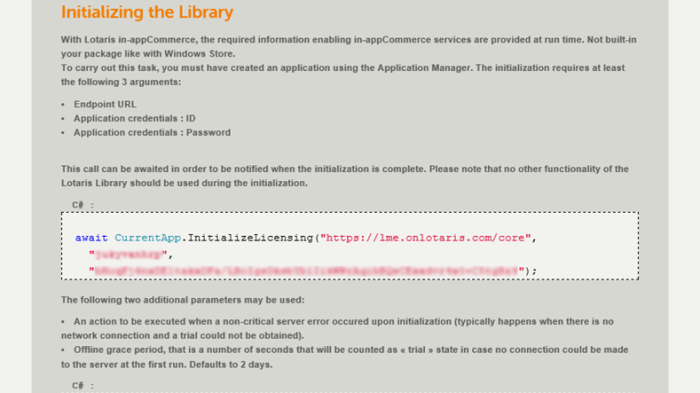 Initializing the Library
With Lotaris in-appCommerce, the required information enabling in-appCommerce services are provided at run time. Not built-in
your package like with Windows Store.
To carry out this task, you must have created an application using the Application Manager. The initialization requires at least
the following 3 arguments:
• Endpoint URL
• Application credentials : ID
• Application credentials : Password
This call can be awaited in order to be notified when the initialization is complete. Please note that no other functionality of the
Lotaris Library should be used during the initialization.
C# :
await CurrentApp.InitializeLicensing("https://lme.onlotaris.com/core",
"",
"");
The following two additional parameters may be used:
• An action to be executed when a non-critical server error occured upon initialization (typically happens when there is no
network connection and a trial could not be obtained).
• Offline grace period, that is a number of seconds that will be counted as « trial » state in case no connection could be made
to the server at the first run. Defaults to 2 days.
C# :